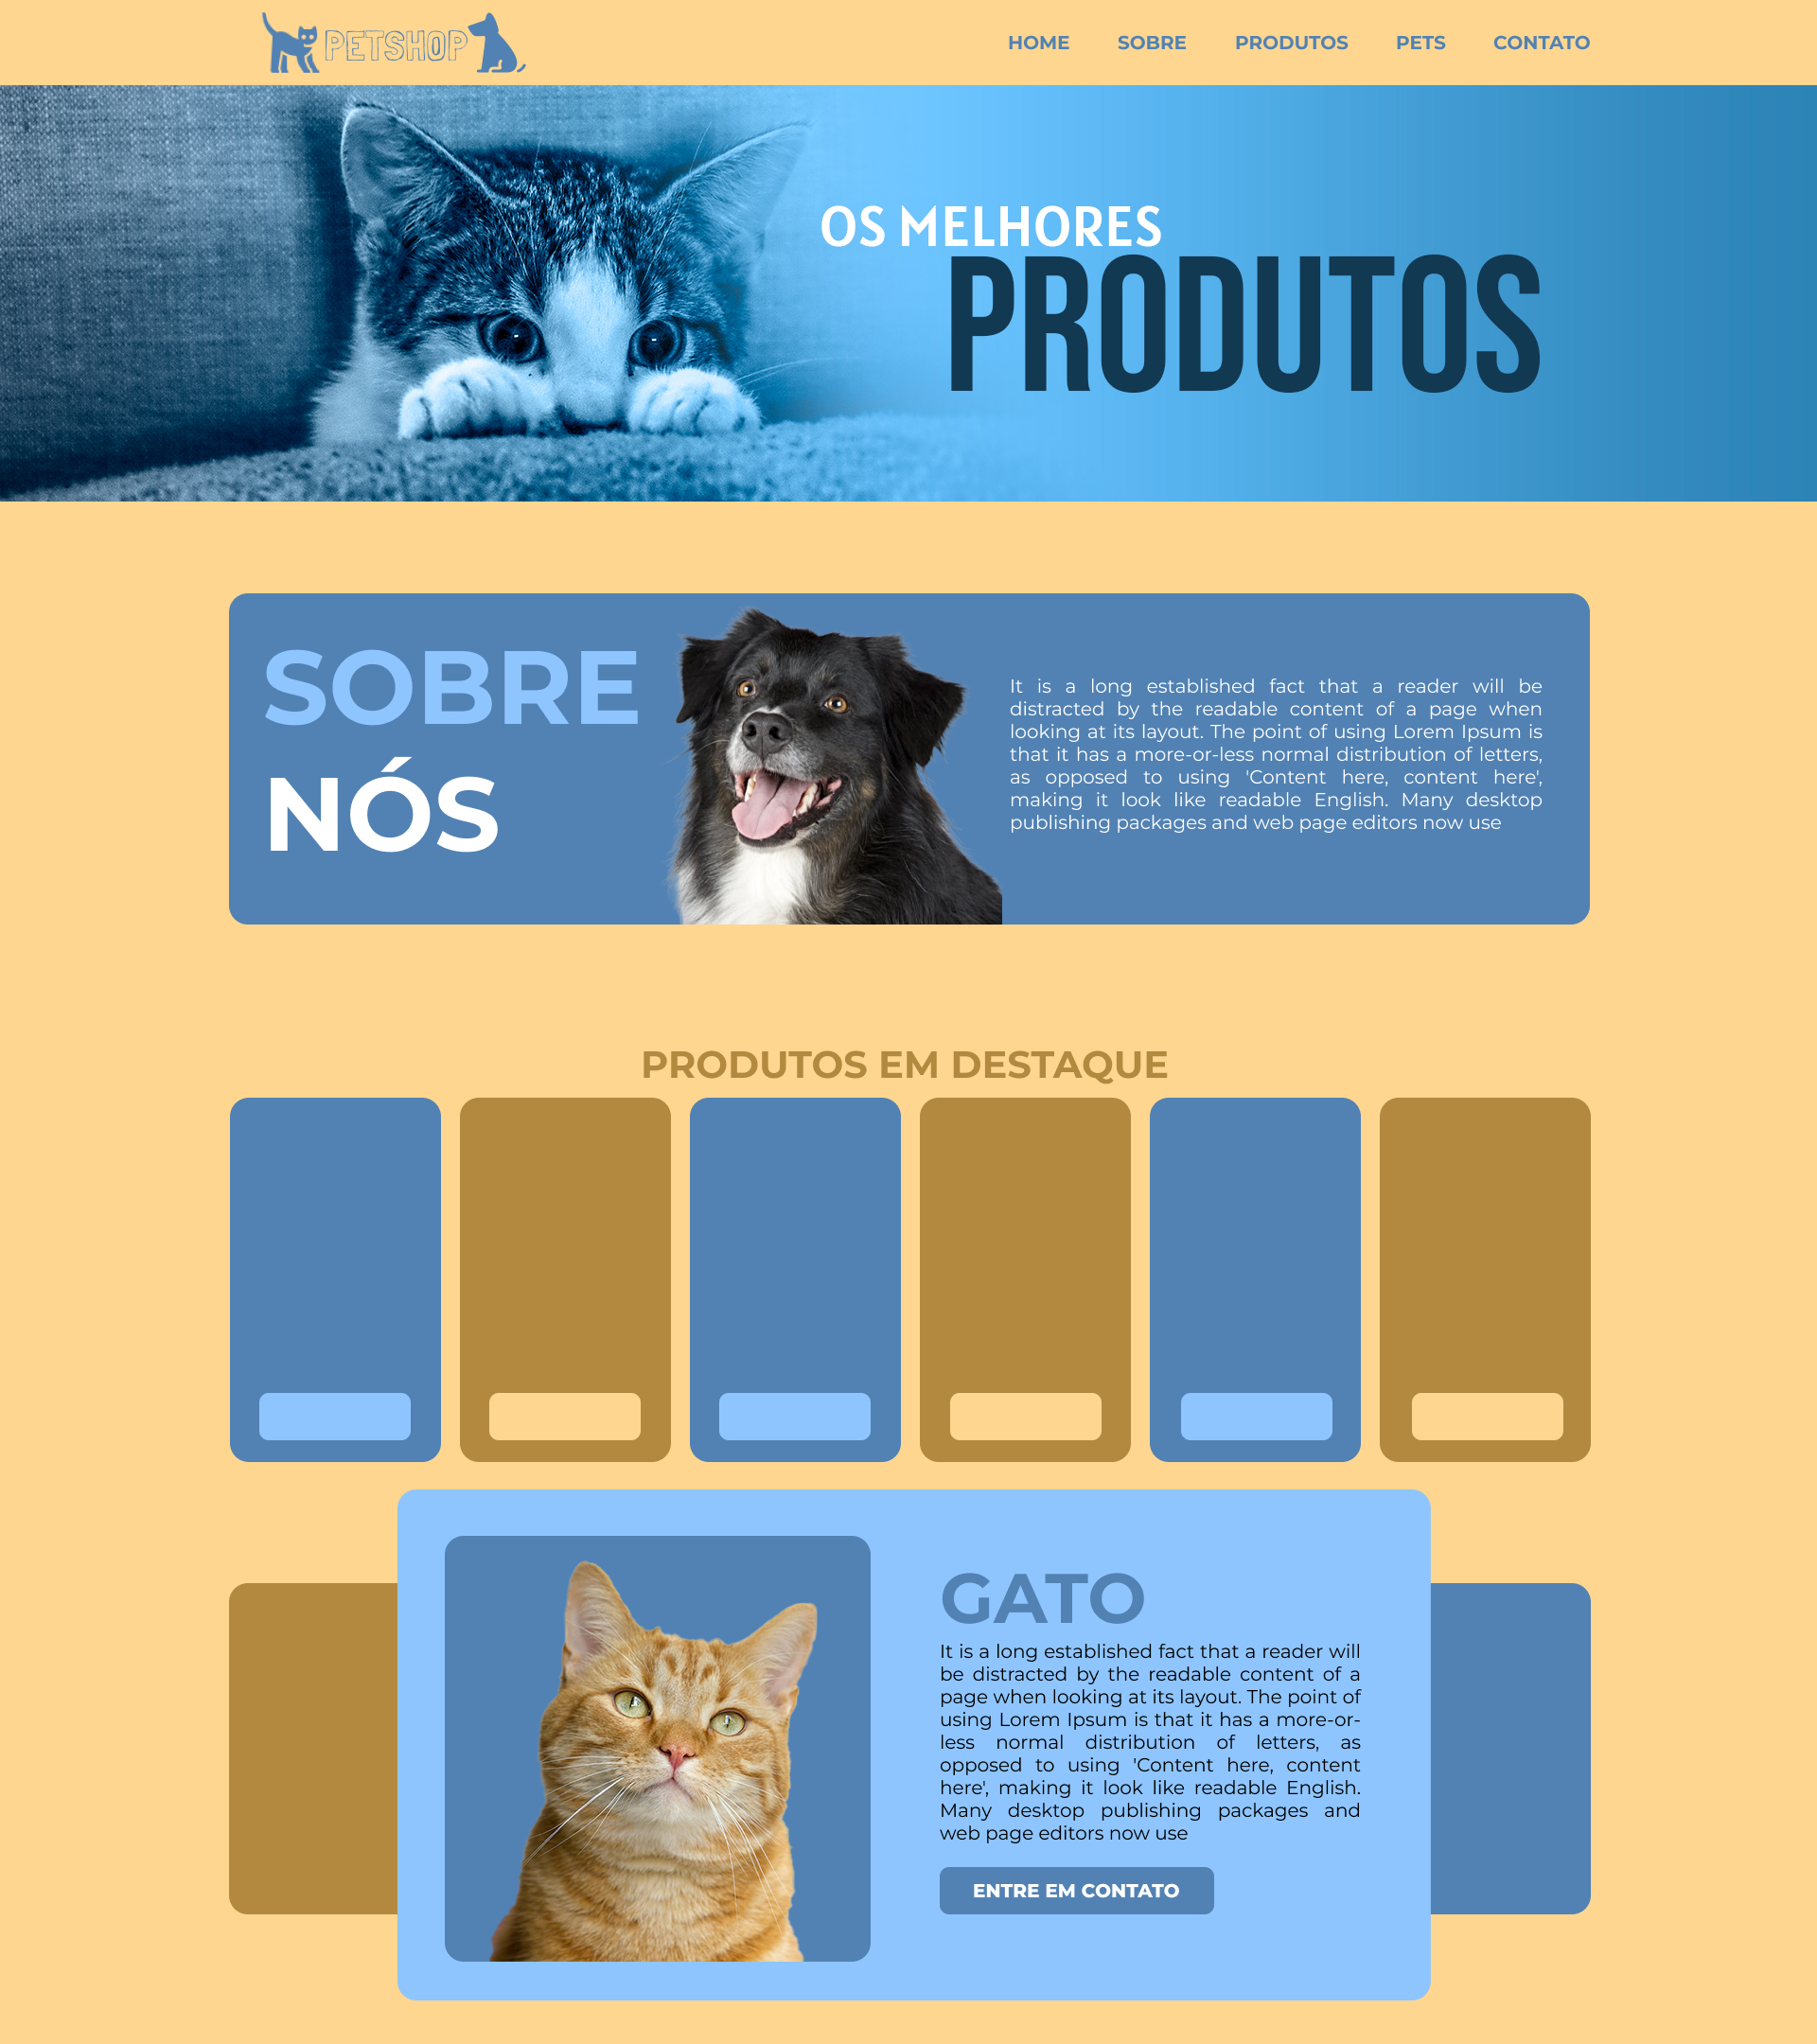 PETSHOP
HOME SOBRE PRODUTOS PETS CONTATO
OS MELHORES
PRODUTOS
SOBRE
NÓS
It is a long established fact that a reader will be
distracted by the readable content of a page when
looking at its layout. The point of using Lorem Ipsum is
that it has a more-or-less normal distribution of letters,
as opposed to using 'Content here, content here',
making it look like readable English. Many desktop
publishing packages and web page editors now use
PRODUTOS EM DESTAQUE
GATO
It is a long established fact that a reader will
be distracted by the readable content of a
page when looking at its layout. The point of
using Lorem Ipsum is that it has a more-or-
less normal distribution of letters, as
opposed to using 'Content here, content
here', making it look like readable English.
Many desktop publishing packages and
web page editors now use
ENTRE EM CONTATO